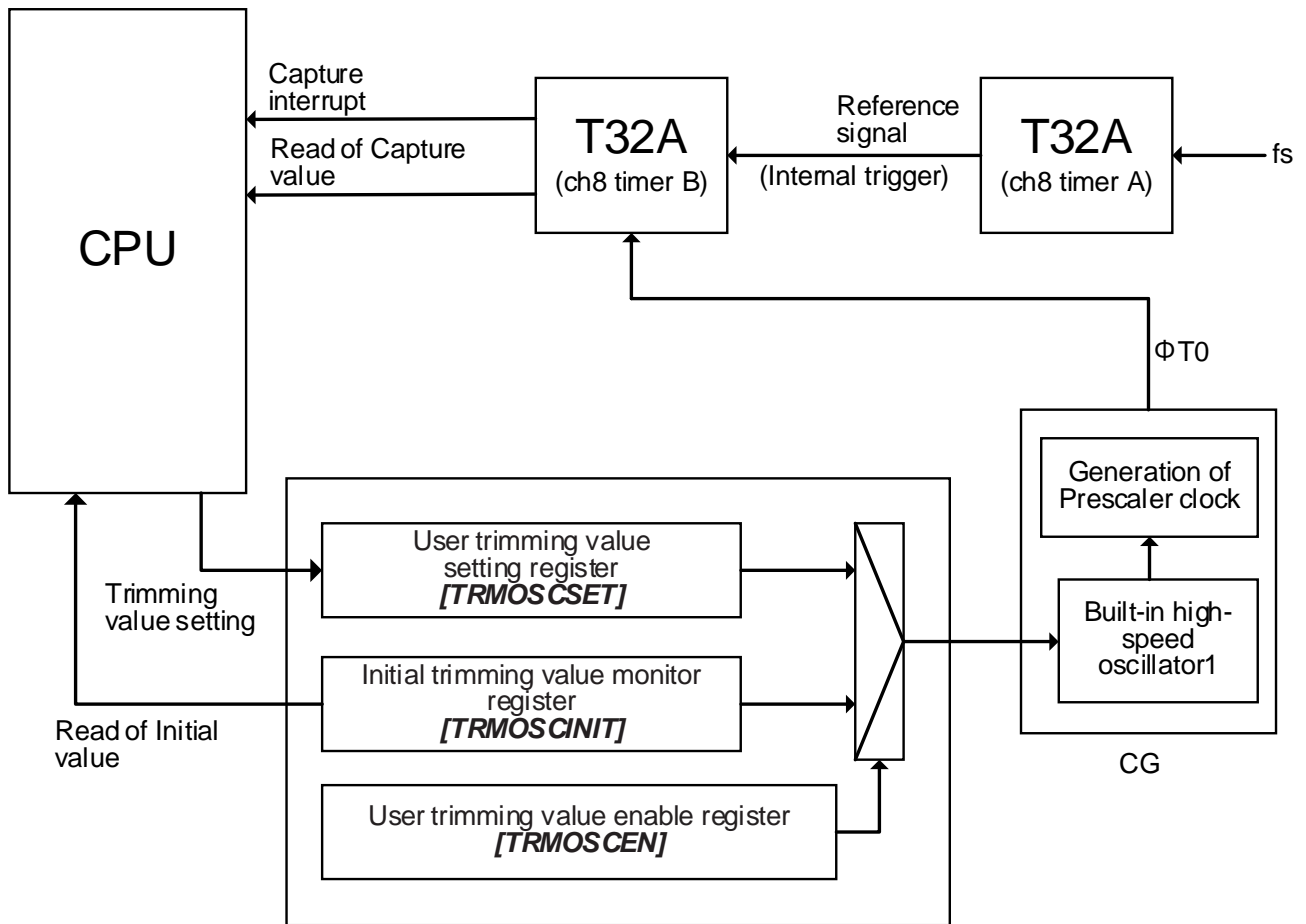 CPU
Capture
interrupt
Read of Capture
value
T32A
(ch8 timer B)
Reference
signal
(Internal trigger)
T32A
(ch8 timer A)
fs
ΦT0
Generation of
Prescaler clock
Built-in high-
speed
oscillator1
CG
Trimming
value setting
Read of Initial
value
User trimming value
setting register
[TRMOSCSET]
Initial trimming value monitor
register
[TRMOSCINIT]
User trimming value enable register
[TRMOSCEN]